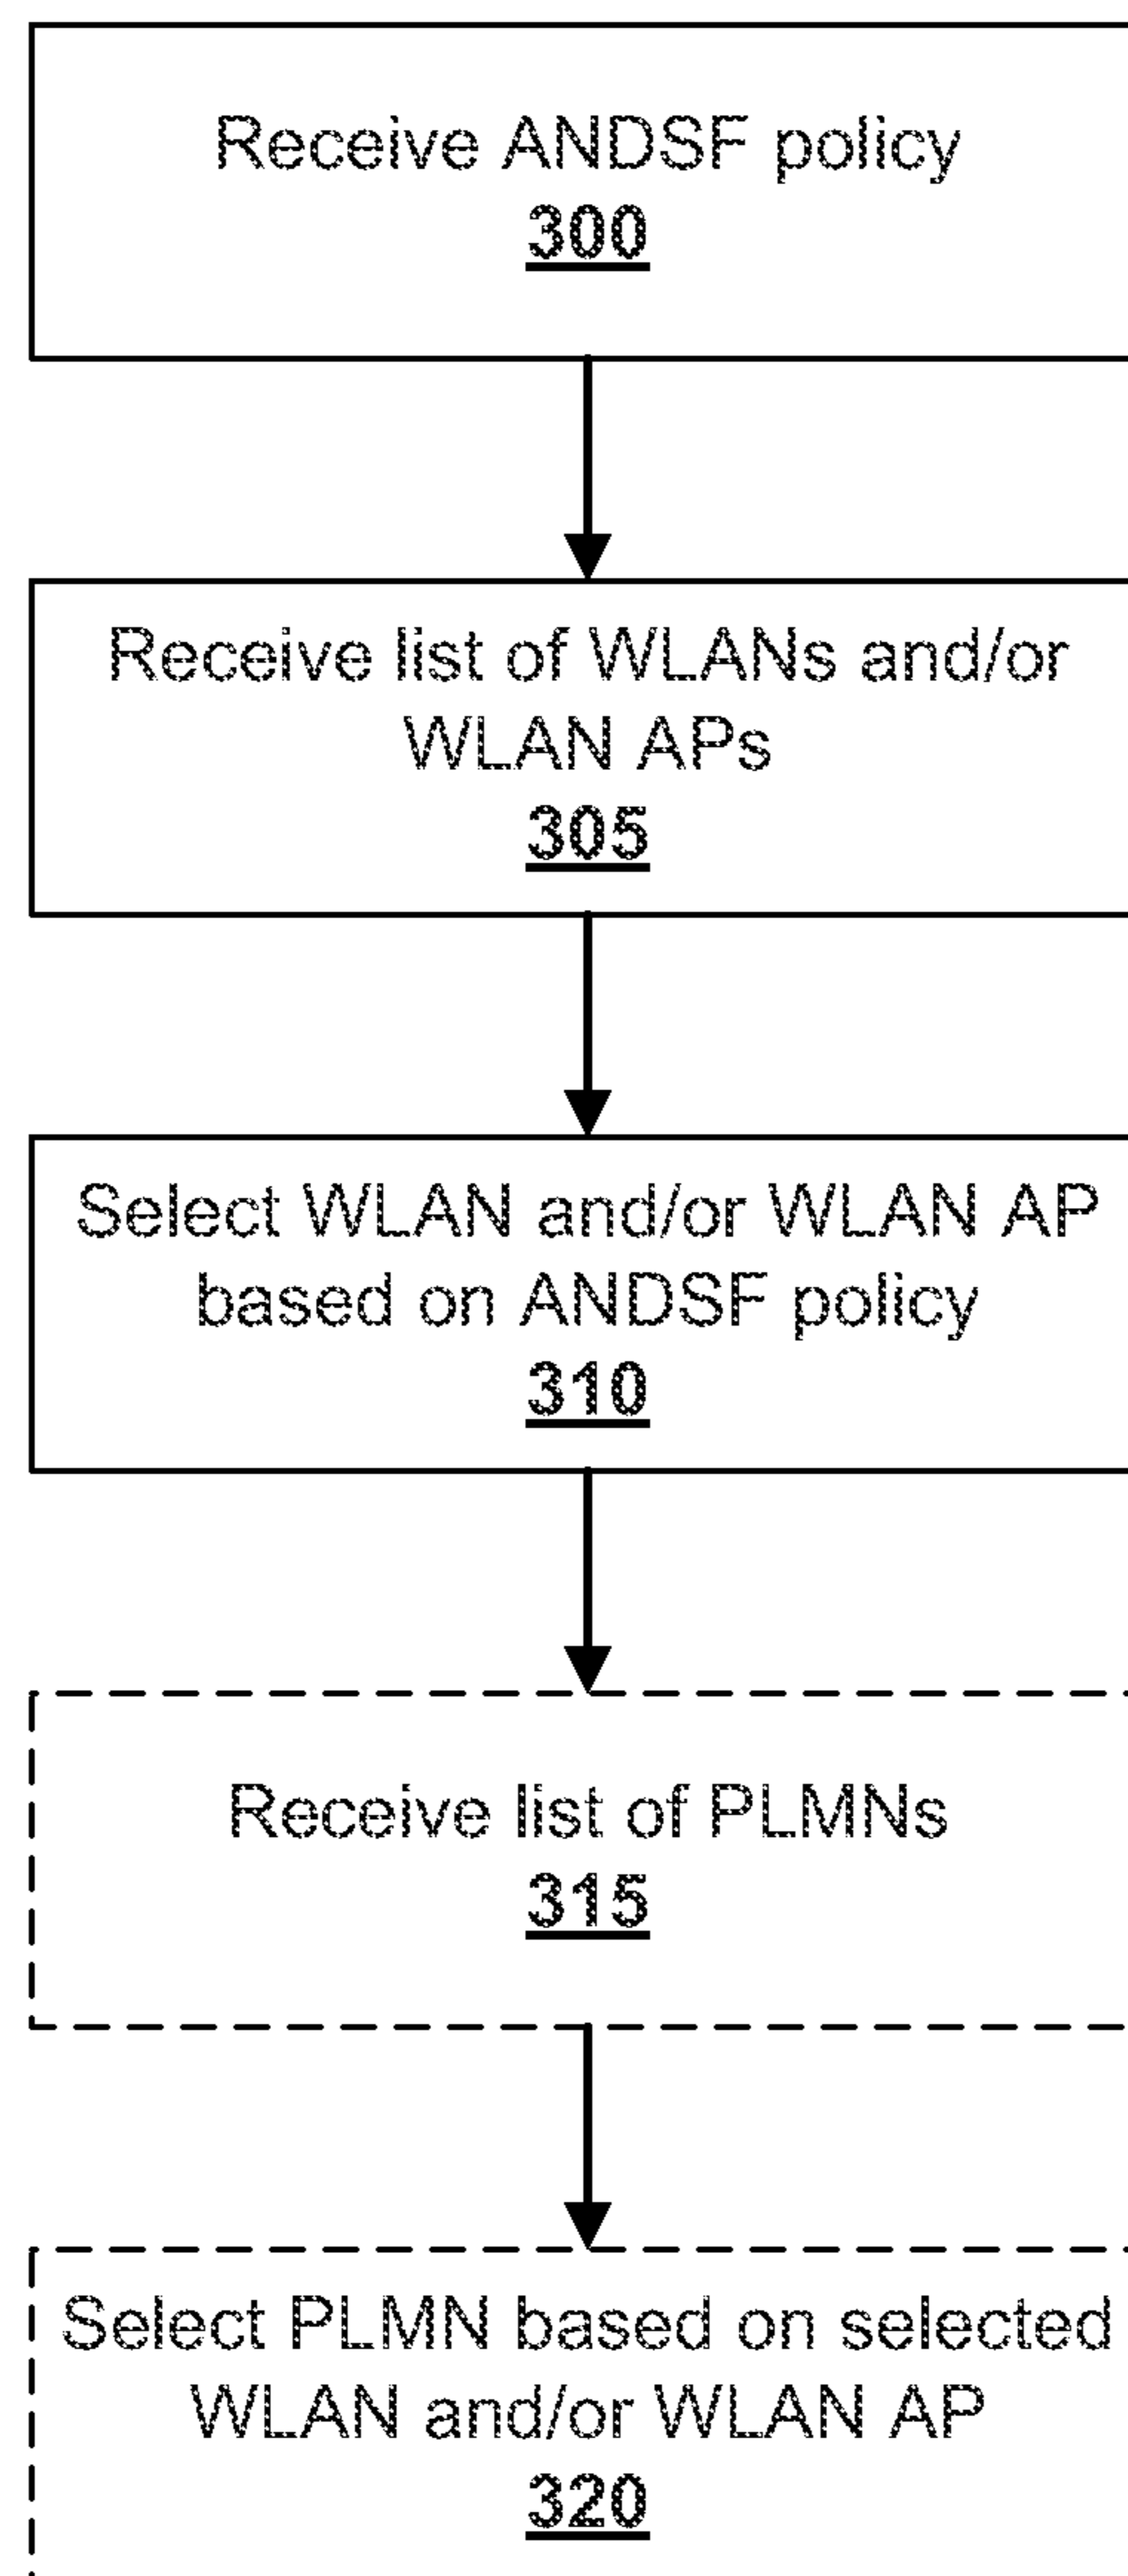 Receive ANDSF policy
300
Receive list of WLANs and/or
WLAN APs
305
Select WLAN and/or WLAN AP
based on ANDSF policy
310
Receive list of PLMNs
315
Select PLMN based on selected
WLAN and/or WLAN AP
320